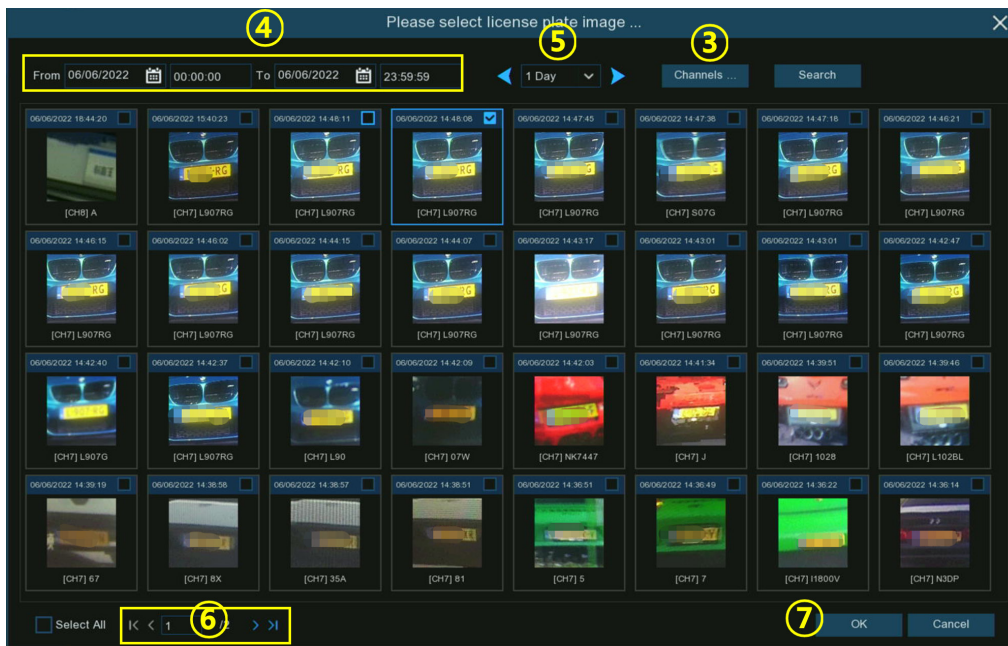 Please select license plate image ...
④
⑤
③
From 06/06/2022 00:00:00 To 06/06/2022 23:59:59
1 Day
Channels ...
Search
06/06/2022 16:44:20 06/06/2022 15:40:23 06/06/2022 14:48:11 06/06/2022 14:48:08 06/06/2022 14:47:45 06/06/2022 14:47:36 06/06/2022 14:47:18 06/06/2022 14:46:21
RG RG RG RG
[CH8] A [CH7] L907RG [CH7] L907RG [CH7] L907RG [CH7] L907RG [CH7] S07G [CH7] L907RG [CH7] L907RG
06/06/2022 14:46:15 06/06/2022 14:46:02 06/06/2022 14:44:15 06/06/2022 14:44:07 06/06/2022 14:43:17 06/06/2022 14:43:01 06/06/2022 14:43:01 06/06/2022 14:42:47
RG
[CH7] L907RG [CH7] L907RG [CH7] L907RG [CH7] L907RG [CH7] L907RG [CH7] L907RG [CH7] L907RG [CH7] L907RG
06/06/2022 14:42:40 06/06/2022 14:42:37 06/06/2022 14:42:10 06/06/2022 14:42:09 06/06/2022 14:42:03 06/06/2022 14:41:34 06/06/2022 14:39:51 06/06/2022 14:39:46
[CH7] L907G [CH7] L907RG [CH7] L90 [CH7] 07W [CH7] NK7447 [CH7] J [CH7] 1028 [CH7] L102BL
06/06/2022 14:39:19 06/06/2022 14:38:58 06/06/2022 14:38:57 06/06/2022 14:38:51 06/06/2022 14:36:51 06/06/2022 14:36:49 06/06/2022 14:36:22 06/06/2022 14:36:14
[CH7] 67 [CH7] 8X [CH7] 35A [CH7] 81 [CH7] 5 [CH7] 7 [CH7] I1800V [CH7] N3DP
Select All 1 ⑥ /2
⑦
OK
Cancel